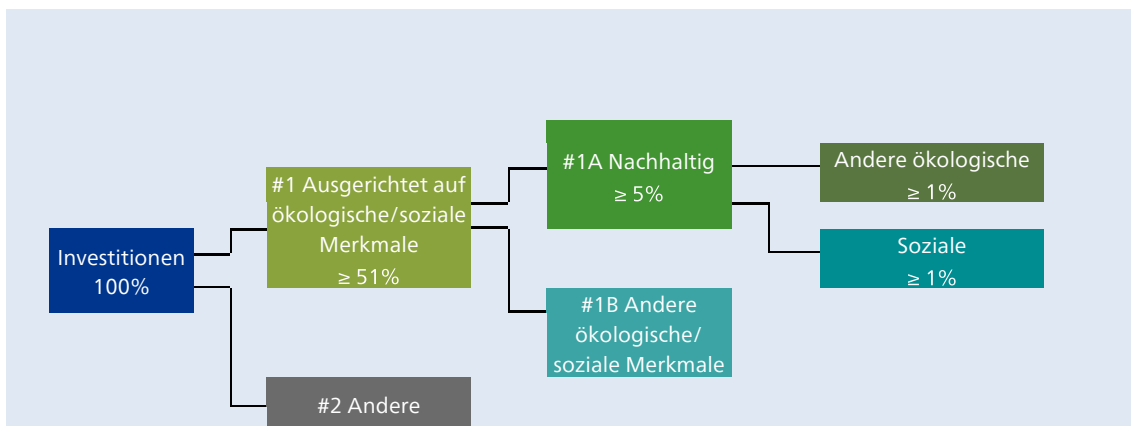 Investitionen
100%
#1 Ausgerichtet auf
ökologische/soziale
Merkmale
≥ 51%
#2 Andere
#1A Nachhaltig
≥ 5%
#1B Andere
ökologische/
soziale Merkmale
Andere ökologische
≥ 1%
Soziale
≥ 1%